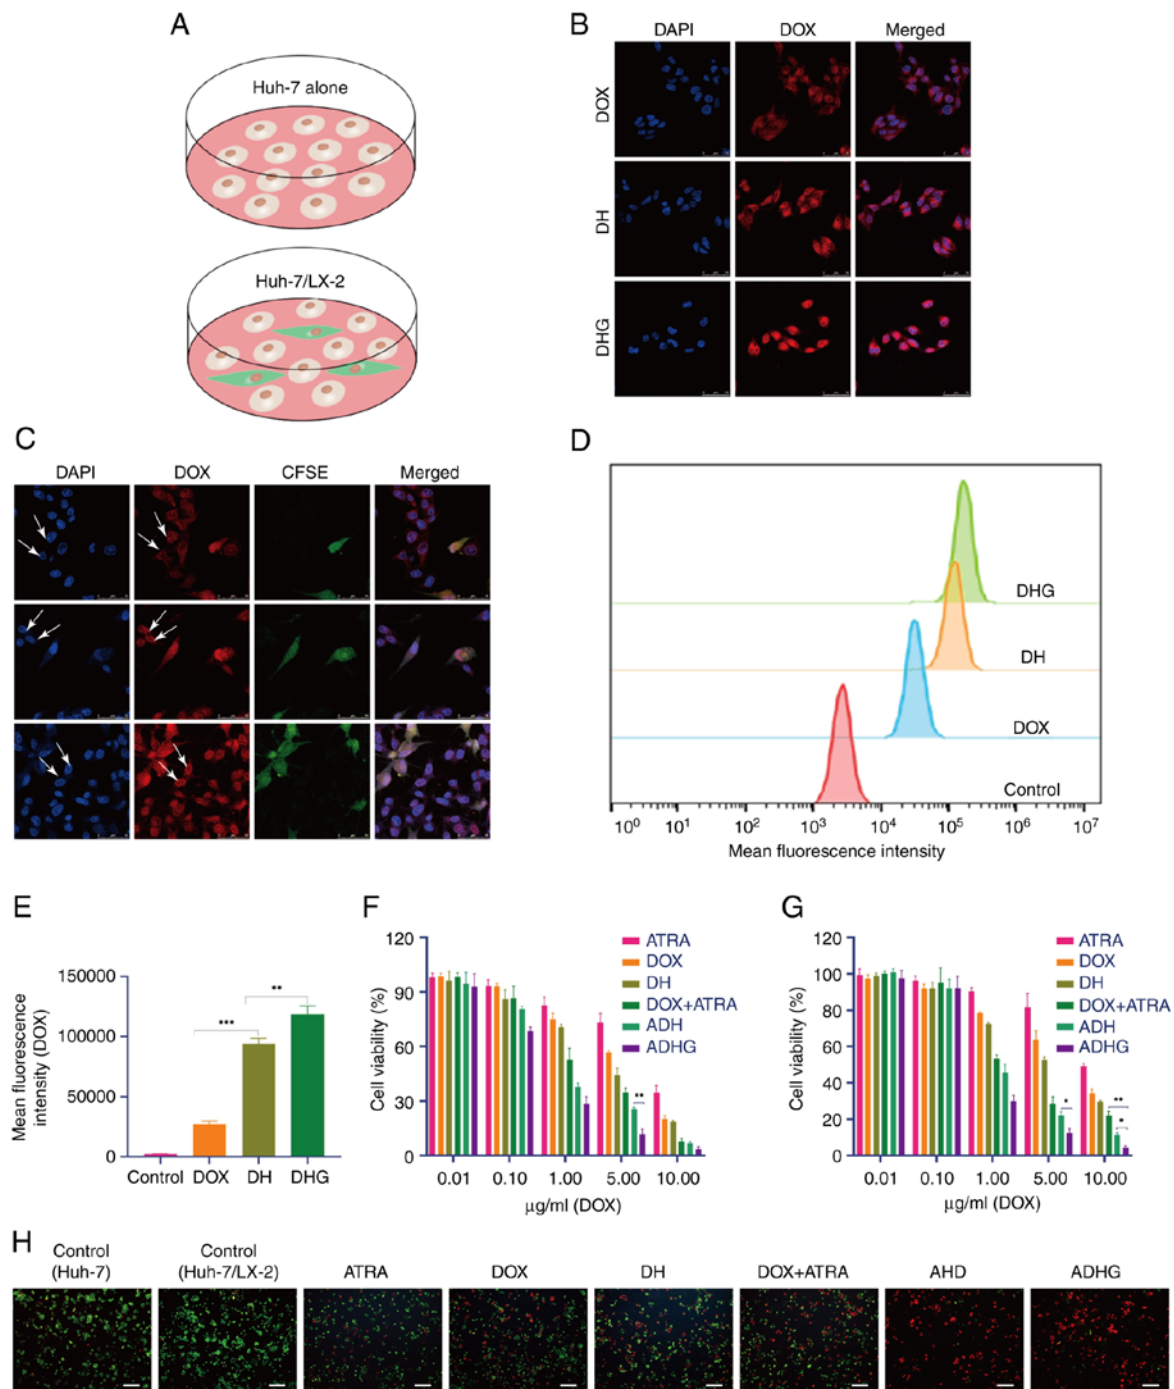 A
Huh-7 alone
Huh-7/LX-2
B
DAPI DOX Merged
DOX
DH
DHG
C
DAPI DOX CFSE Merged
D
DHG
DH
DOX
Control
10⁰ 10¹ 10² 10³ 10⁴ 10⁵ 10⁶ 10⁷
Mean fluorescence intensity
E
Mean fluorescence
intensity (DOX)
150000
100000
50000
0
***
**
Control DOX DH DHG
F
Cell viability (%)
120
90
60
30
0
ATRA
DOX
DH
DOX+ATRA
ADH
ADHG
**
0.01 0.10 1.00 5.00 10.00
μg/ml (DOX)
G
Cell viability (%)
120
100
80
60
40
20
0
ATRA
DOX
DH
DOX+ATRA
ADH
ADHG
*
**
*
0.01 0.10 1.00 5.00 10.00
μg/ml (DOX)
H
Control
(Huh-7)
Control
(Huh-7/LX-2)
ATRA
DOX
DH
DOX+ATRA
AHD
ADHG